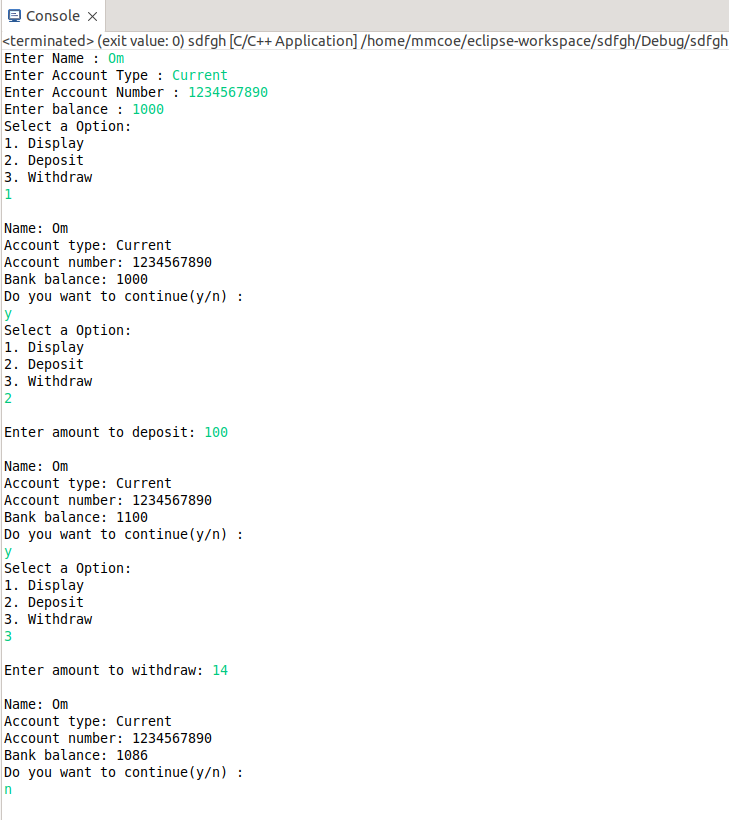 Console
<terminated> (exit value: 0) sdfgh [C/C++ Application] /home/mmcoe/eclipse-workspace/sdfgh/Debug/sdfgh
Enter Name : Om
Enter Account Type : Current
Enter Account Number : 1234567890
Enter balance : 1000
Select a Option:
1. Display
2. Deposit
3. Withdraw
1

Name: Om
Account type: Current
Account number: 1234567890
Bank balance: 1000
Do you want to continue(y/n) :
y
Select a Option:
1. Display
2. Deposit
3. Withdraw
2

Enter amount to deposit: 100

Name: Om
Account type: Current
Account number: 1234567890
Bank balance: 1100
Do you want to continue(y/n) :
y
Select a Option:
1. Display
2. Deposit
3. Withdraw
3

Enter amount to withdraw: 14

Name: Om
Account type: Current
Account number: 1234567890
Bank balance: 1086
Do you want to continue(y/n) :
n